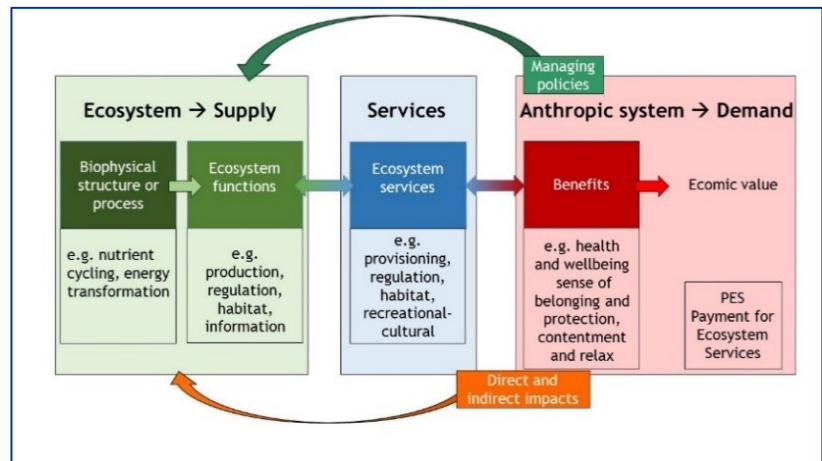 Managing
policies
Ecosystem → Supply
Services
Anthropic system → Demand
Biophysical
structure or
process
Ecosystem
functions
Ecosystem
services
Benefits
Ecomic value
e.g. nutrient
cycling, energy
transformation
e.g.
production,
regulation,
habitat,
information
e.g.
provisioning,
regulation,
habitat,
recreational-
cultural
e.g. health
and wellbeing
sense of
belonging and
protection,
contentment
and relax
PES
Payment for
Ecosystem
Services
Direct and
indirect impacts